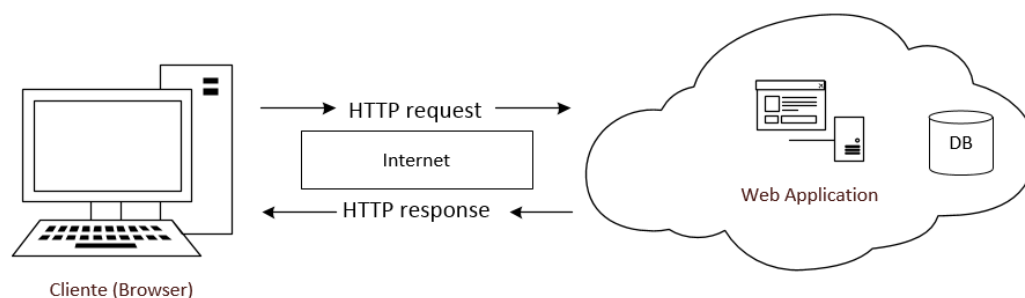 HTTP request
Internet
HTTP response
Cliente (Browser)
Web Application
DB